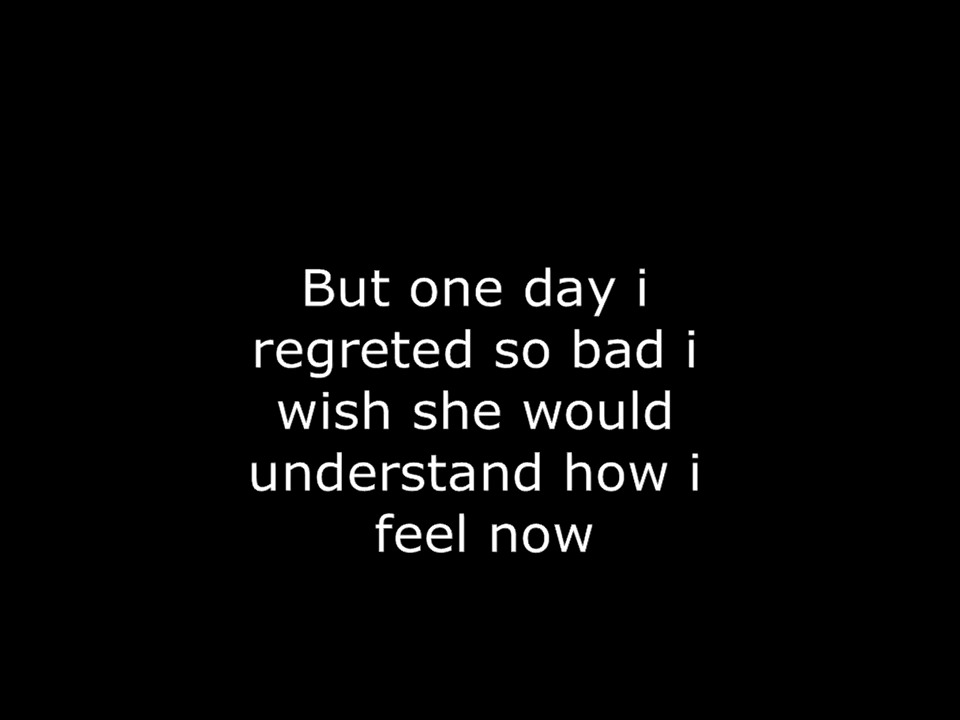 But one day i
regreted so bad i
wish she would
understand how i
feel now